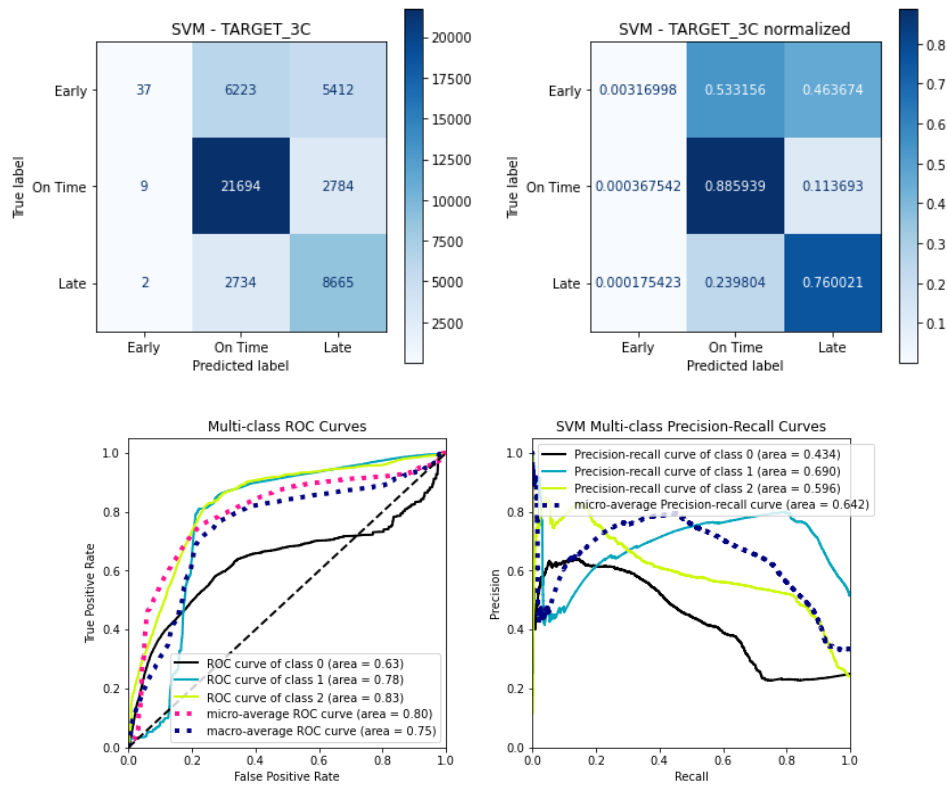 SVM - TARGET_3C
True label
Early
On Time
Late
37 6223 5412
9 21694 2784
2 2734 8665
Early On Time Late
Predicted label
20000
17500
15000
12500
10000
7500
5000
2500
SVM - TARGET_3C normalized
True label
Early
On Time
Late
0.00316998 0.533156 0.463674
0.000367542 0.885939 0.113693
0.000175423 0.239804 0.760021
Early On Time Late
Predicted label
0.8
0.7
0.6
0.5
0.4
0.3
0.2
0.1
Multi-class ROC Curves
True Positive Rate
1.0
0.8
0.6
0.4
0.2
0.0
ROC curve of class 0 (area = 0.63)
ROC curve of class 1 (area = 0.78)
ROC curve of class 2 (area = 0.83)
micro-average ROC curve (area = 0.80)
macro-average ROC curve (area = 0.75)
0.0 0.2 0.4 0.6 0.8 1.0
False Positive Rate
SVM Multi-class Precision-Recall Curves
Precision
1.0
0.8
0.6
0.4
0.2
0.0
Precision-recall curve of class 0 (area = 0.434)
Precision-recall curve of class 1 (area = 0.690)
Precision-recall curve of class 2 (area = 0.596)
micro-average Precision-recall curve (area = 0.642)
0.0 0.2 0.4 0.6 0.8 1.0
Recall